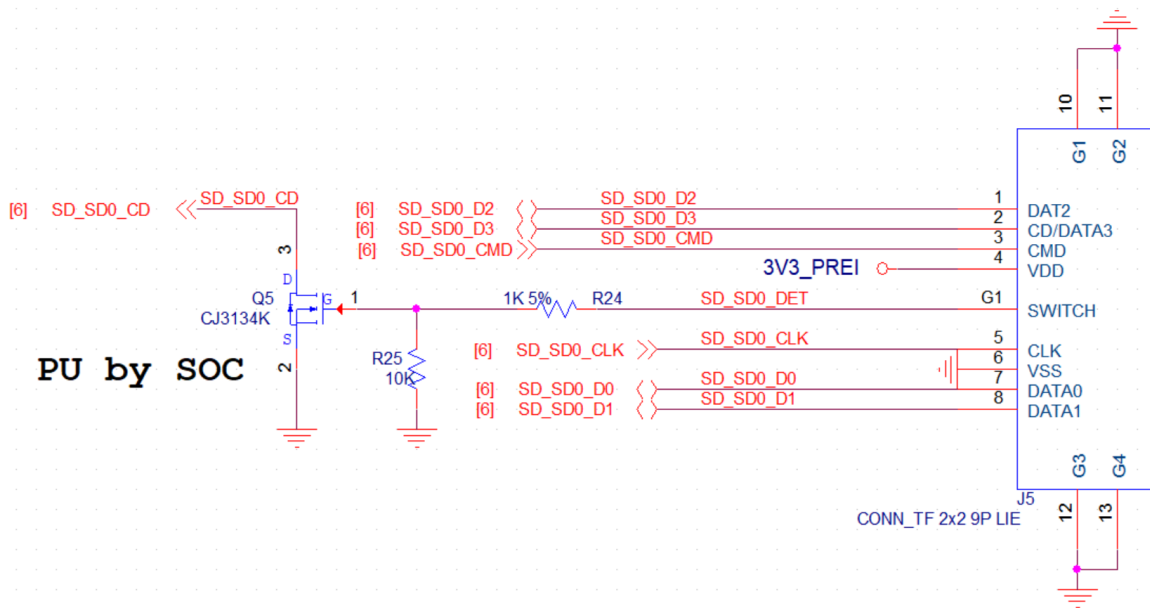 10
11
G1
G2
[6] SD_SD0_CD
SD_SD0_CD
[6] SD_SD0_D2
SD_SD0_D2
1
DAT2
[6] SD_SD0_D3
SD_SD0_D3
2
CD/DATA3
[6] SD_SD0_CMD
SD_SD0_CMD
3
CMD
3V3_PREI
4
VDD
3
D
Q5
G
1
CJ3134K
S
2
1K 5%
R24
SD_SD0_DET
G1
SWITCH
PU by SOC
R25
10K
[6] SD_SD0_CLK
SD_SD0_CLK
5
CLK
6
VSS
[6] SD_SD0_D0
SD_SD0_D0
7
DATA0
[6] SD_SD0_D1
SD_SD0_D1
8
DATA1
G3
G4
J5
12
13
CONN_TF 2x2 9P LIE